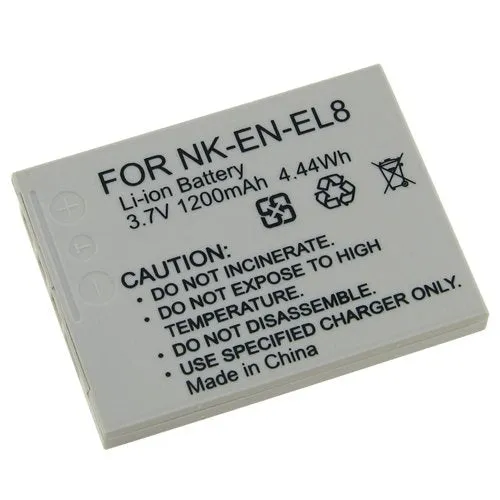 FOR NK-EN-EL8
Li-ion Battery
3.7V 1200mAh 4.44Wh
CAUTION:
• DO NOT INCINERATE.
• DO NOT EXPOSE TO HIGH
TEMPERATURE.
• DO NOT DISASSEMBLE.
• USE SPECIFIED CHARGER ONLY.
Made in China
+
T
-